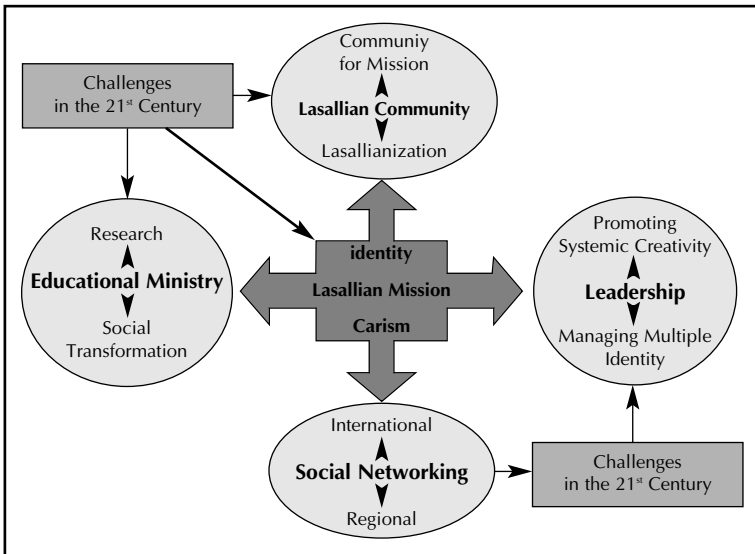 Communiy
for Mission
Lasallian Community
Lasallianization
Challenges
in the 21st Century
Research
Educational Ministry
Social
Transformation
identity
Lasallian Mission
Carism
Promoting
Systemic Creativity
Leadership
Managing Multiple
Identity
International
Social Networking
Regional
Challenges
in the 21st Century